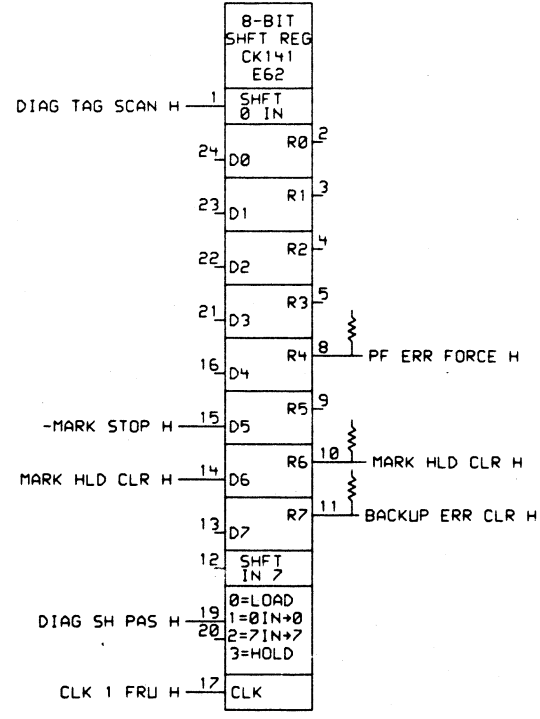 8-BIT
SHFT REG
CK141
E62
DIAG TAG SCAN H 1 SHFT
0 IN
R0 2
24 D0
R1 3
23 D1
R2 4
22 D2
R3 5
21 D3
R4 8 PF ERR FORCE H
16 D4
R5 9
-MARK STOP H 15 D5
R6 10 MARK HLD CLR H
MARK HLD CLR H 14 D6
R7 11 BACKUP ERR CLR H
13 D7
12 SHFT
IN 7
0=LOAD
DIAG SH PAS H 19 1=0IN→0
20 2=7IN→7
3=HOLD
CLK 1 FRU H 17 CLK